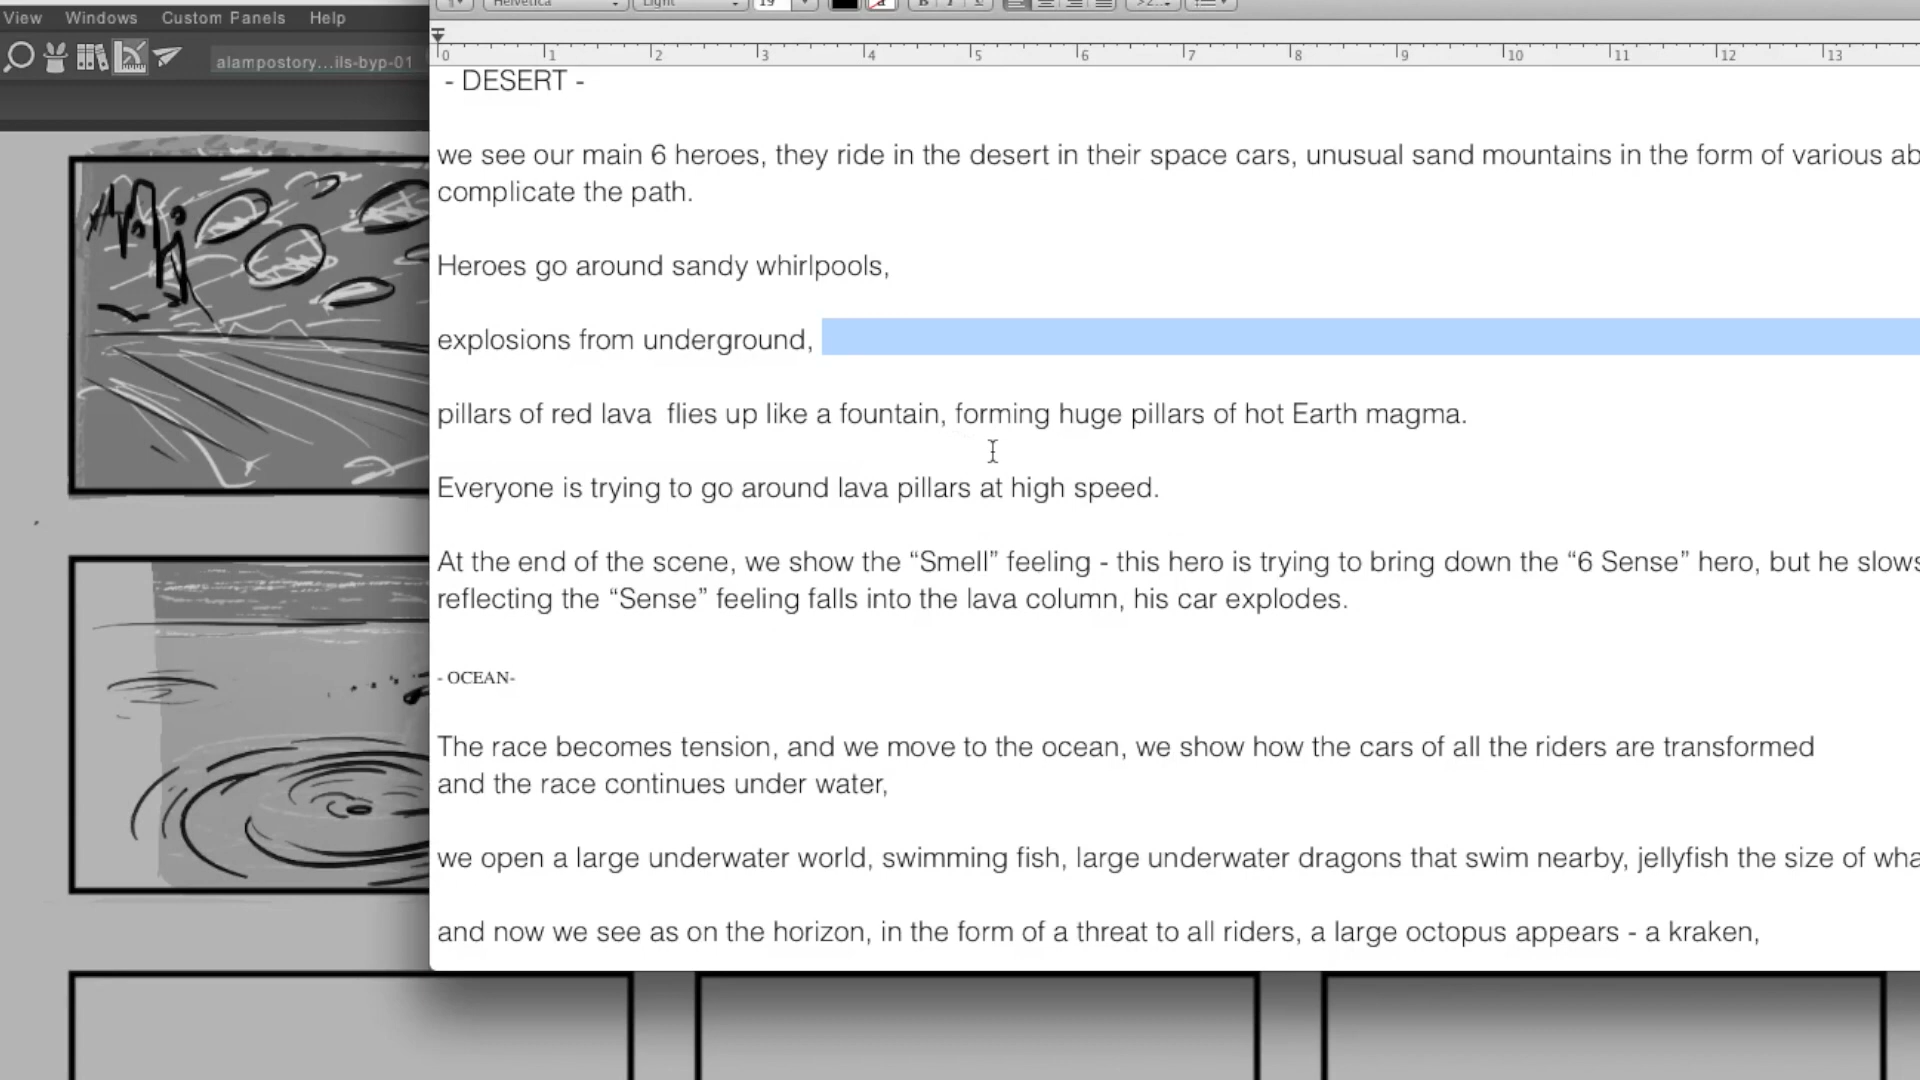 View Windows Custom Panels Help
alampostory...ils-byp-01
Helvetica Light 19
B I U
0 1 2 3 4 5 6 7 8 9 10 11 12 13
- DESERT -
we see our main 6 heroes, they ride in the desert in their space cars, unusual sand mountains in the form of various ab
complicate the path.
Heroes go around sandy whirlpools,
explosions from underground,
pillars of red lava flies up like a fountain, forming huge pillars of hot Earth magma.
Everyone is trying to go around lava pillars at high speed.
At the end of the scene, we show the “Smell” feeling - this hero is trying to bring down the “6 Sense” hero, but he slows
reflecting the “Sense” feeling falls into the lava column, his car explodes.
- OCEAN-
The race becomes tension, and we move to the ocean, we show how the cars of all the riders are transformed
and the race continues under water,
we open a large underwater world, swimming fish, large underwater dragons that swim nearby, jellyfish the size of wha
and now we see as on the horizon, in the form of a threat to all riders, a large octopus appears - a kraken,